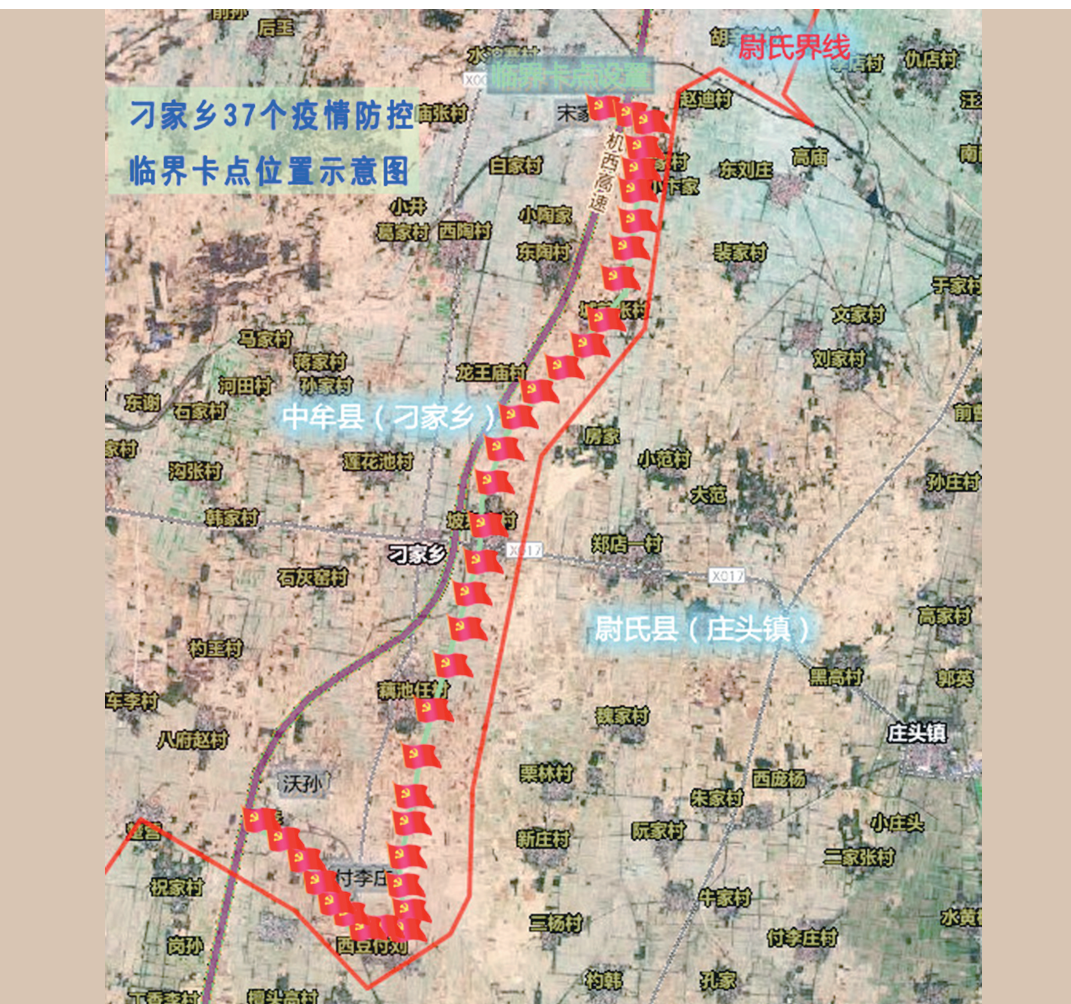 后王
尉氏界线
仇店村
临界卡点设置
赵迪村
刁家乡37个疫情防控
临界卡点位置示意图
庙张村
机西高速
白家村
高庙
东刘庄
小井
小陶家
葛家村
西陶村
东陶村
裴家村
于家村
文家村
马家村
蒋家村
刘家村
龙王庙村
河田村
孙家村
东谢
石家村
中牟县（刁家乡）
房家
莲花池村
小范村
沟张村
孙庄村
大范
韩家村
郑店一村
刁家乡
X017
X017
石灰窑村
高家村
尉氏县（庄头镇）
杓王村
黑高村
郭英
藕池任村
车李村
魏家村
庄头镇
八府赵村
栗林村
西庞杨
沃孙
朱家村
小庄头
阮家村
新庄村
二家张村
付李庄
祝家村
牛家村
三杨村
付李庄村
岗孙
西豆村刘
杓韩
孔家